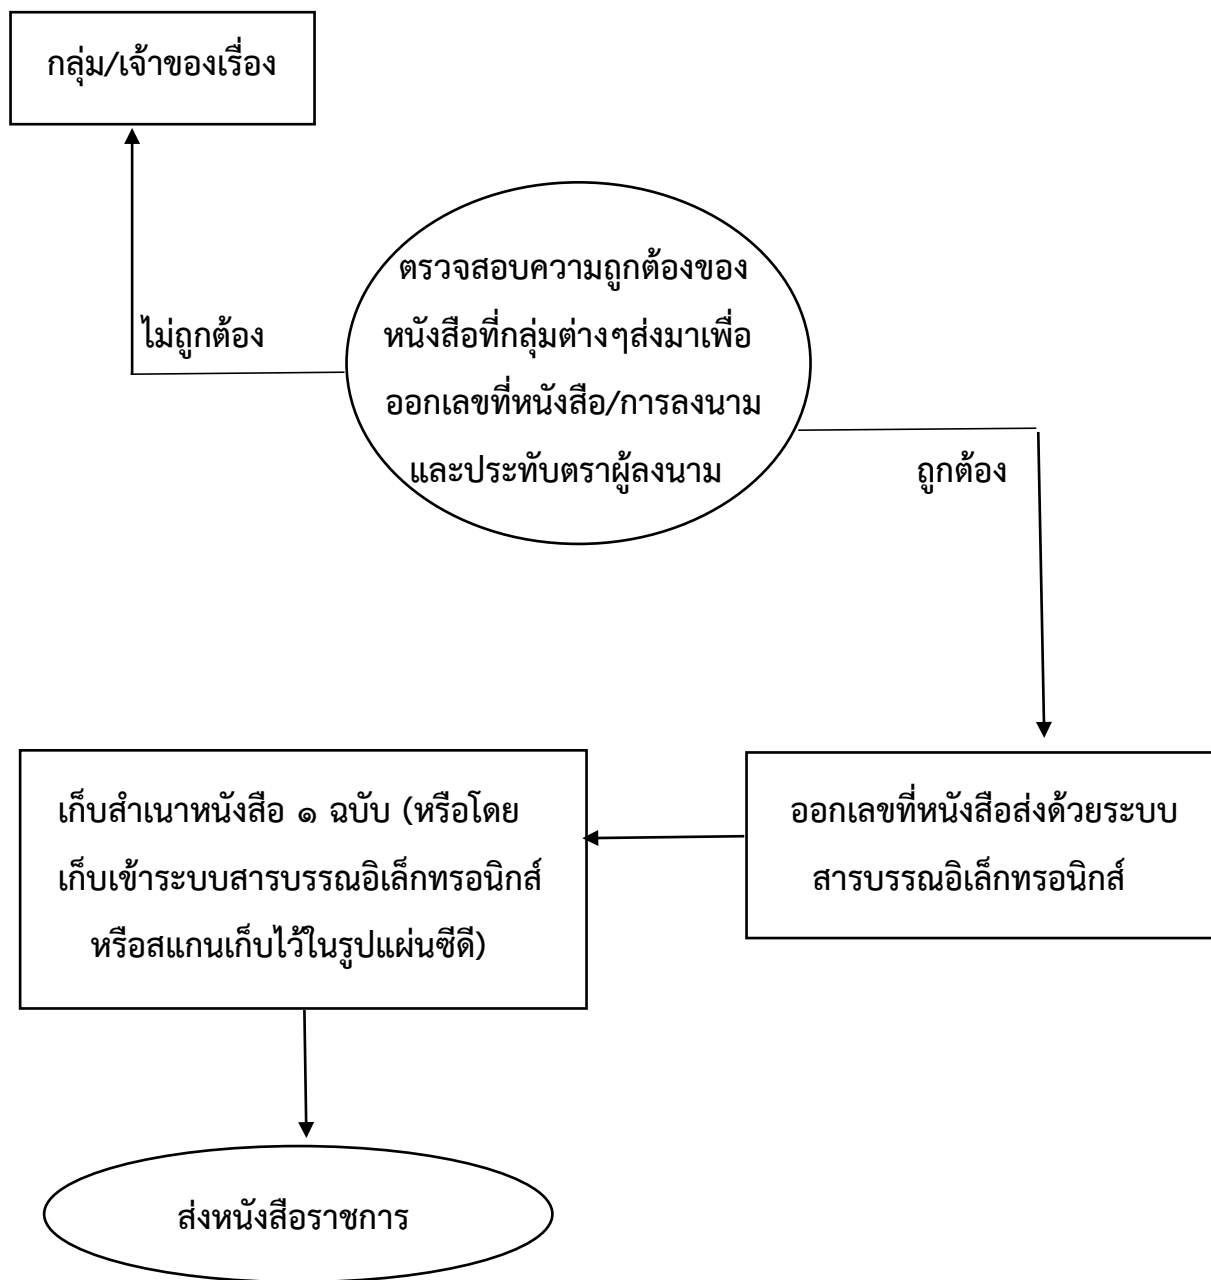 กลุ่ม/เจ้าของเรื่อง
ตรวจสอบความถูกต้องของ
หนังสือที่กลุ่มต่างๆส่งมาเพื่อ
ออกเลขที่หนังสือ/การลงนาม
และประทับตราผู้ลงนาม
ไม่ถูกต้อง
ถูกต้อง
ออกเลขที่หนังสือส่งด้วยระบบ
สารบรรณอิเล็กทรอนิกส์
เก็บสำเนาหนังสือ ๑ ฉบับ (หรือโดย
เก็บเข้าระบบสารบรรณอิเล็กทรอนิกส์
หรือสแกนเก็บไว้ในรูปแผ่นซีดี)
ส่งหนังสือราชการ